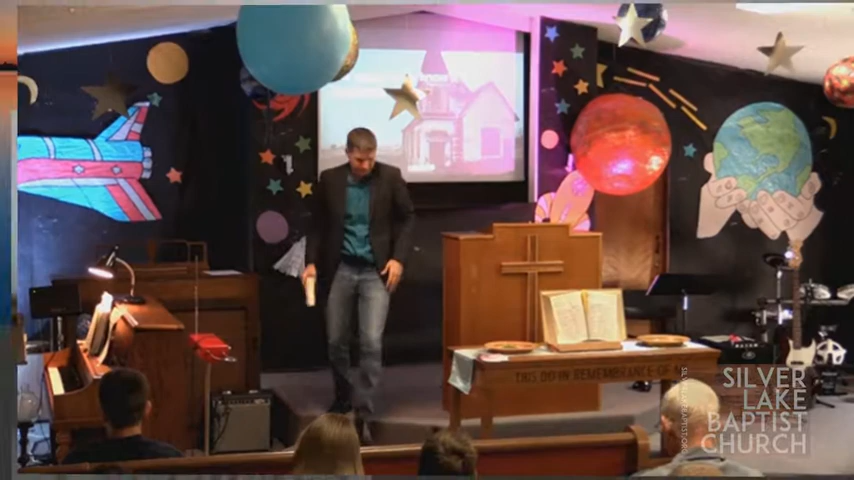 THIS DO IN REMEMBRANCE OF
SILVER
LAKE
BAPTIST
CHURCH